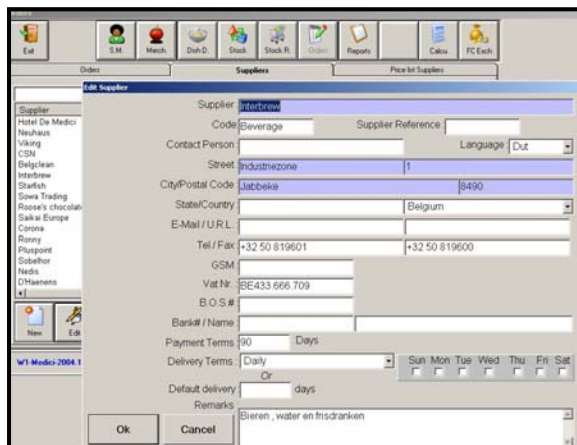 Exit S.M. Merch. Dish D. Stock Stock R. Orders Reports Calcu FC Exch
Orders Suppliers Price list Suppliers
Edit Supplier
Supplier
Hotel De Medici
Neuhaus
Viking
CSN
Belgclean
Interbrew
Starfish
Sowa Trading
Roose's chocolat
Saikai Europe
Corona
Ronny
Pluspoint
Sobelhor
Nedis
D'Haenens
New Edit
W1-Medici-2004.1
Supplier: Interbrew
Code: Beverage Supplier Reference:
Contact Person: Language: Dut
Street: Industriezone 1
City/Postal Code: Jabbeke 8490
State/Country: Belgium
E-Mail / U.R.L.:
Tel / Fax: +32 50 819601 +32 50 819600
GSM:
Vat Nr.: BE433.666.709
B.O.S.#
Bank# / Name:
Payment Terms: 90 Days
Delivery Terms: Daily Sun Mon Tue Wed Thu Fri Sat
Or
Default delivery: days
Remarks: Bieren , water en frisdranken
Ok Cancel